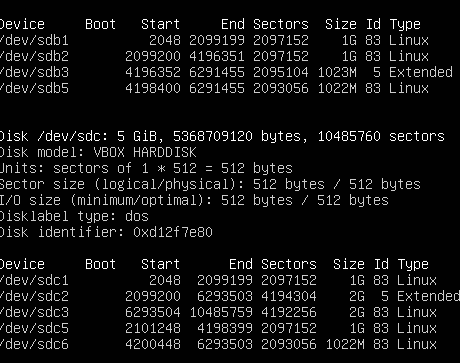 Device Boot Start End Sectors Size Id Type
/dev/sdb1 2048 2099199 2097152 1G 83 Linux
/dev/sdb2 2099200 4196351 2097152 1G 83 Linux
/dev/sdb3 4196352 6291455 2095104 1023M 5 Extended
/dev/sdb5 4198400 6291455 2093056 1022M 83 Linux
Disk /dev/sdc: 5 GiB, 5368709120 bytes, 10485760 sectors
Disk model: VBOX HARDDISK
Units: sectors of 1 * 512 = 512 bytes
Sector size (logical/physical): 512 bytes / 512 bytes
I/O size (minimum/optimal): 512 bytes / 512 bytes
Disklabel type: dos
Disk identifier: 0xd12f7e80
Device Boot Start End Sectors Size Id Type
/dev/sdc1 2048 2099199 2097152 1G 83 Linux
/dev/sdc2 2099200 6293503 4194304 2G 5 Extended
/dev/sdc3 6293504 10485759 4192256 2G 83 Linux
/dev/sdc5 2101248 4198399 2097152 1G 83 Linux
/dev/sdc6 4200448 6293503 2093056 1022M 83 Linux